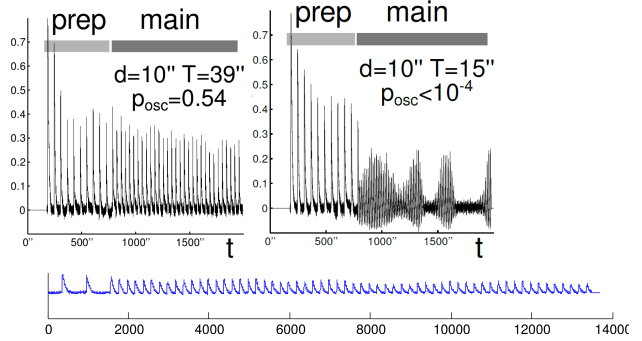 prep main
d=10" T=39"
posc=0.54
0.7
0.6
0.5
0.4
0.3
0.2
0.1
0
0" 500" 1000" 1500" t
prep main
d=10" T=15"
posc<10-4
0.7
0.6
0.5
0.4
0.3
0.2
0.1
0
0" 500" 1000" 1500" t
0 2000 4000 6000 8000 10000 12000 14000